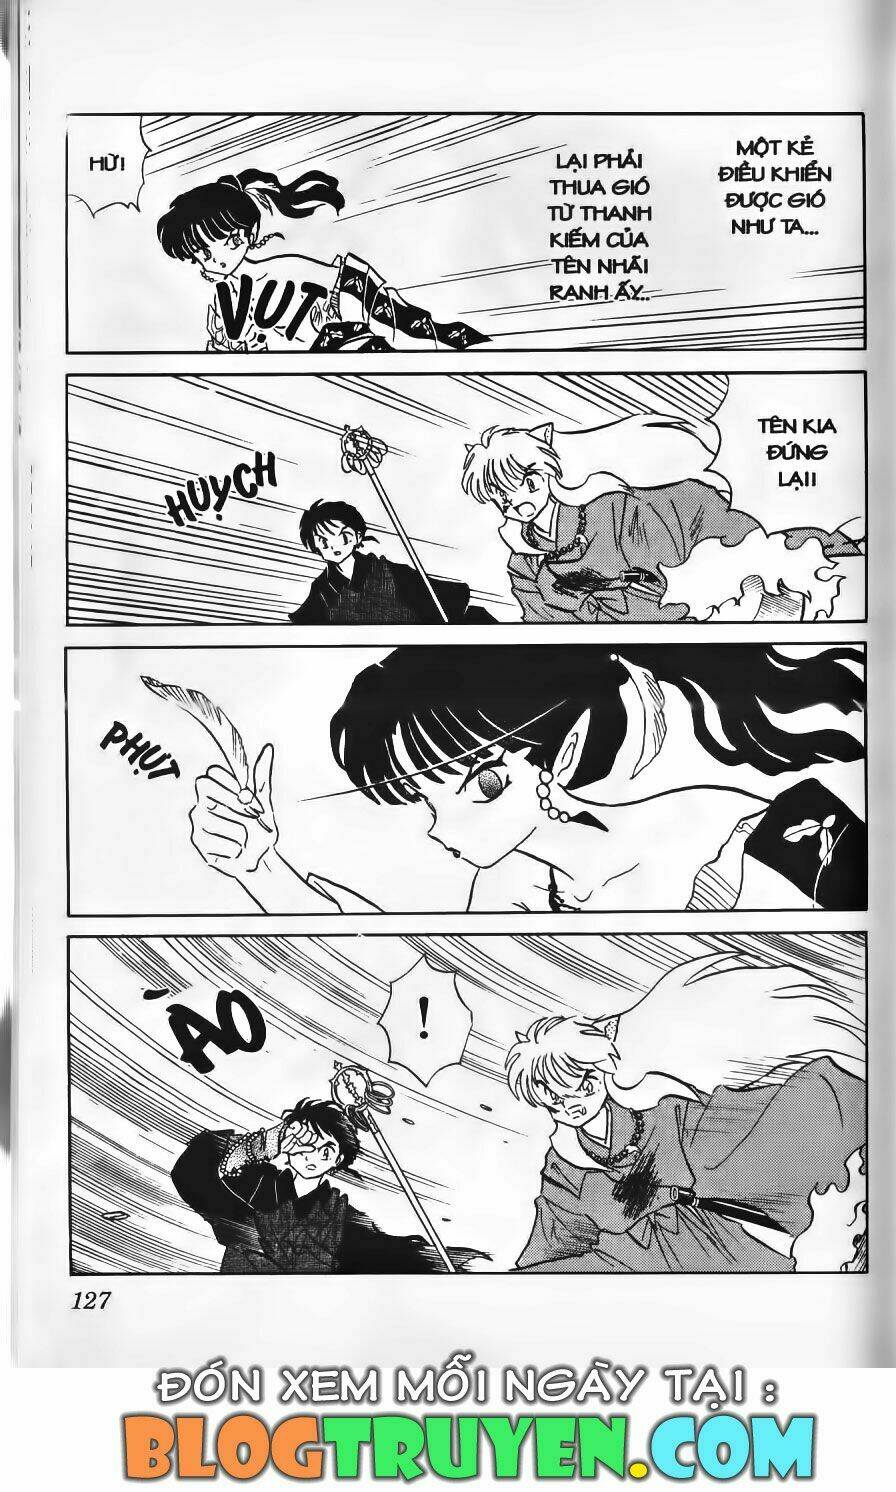 MỘT KẺ
ĐIỀU KHIỂN
ĐƯỢC GIÓ
NHƯ TA...
LẠI PHẢI
THUA GIÓ
TỪ THANH
KIẾM CỦA
TÊN NHÃI
RANH ẤY...
HỪ!
VỤT
TÊN KIA
ĐỨNG
LẠI!
HUỴCH
PHỤT
!
ÀO
127
ĐÓN XEM MỖI NGÀY TẠI :
BLOGTRUYEN.COM